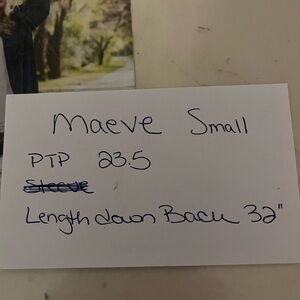 Maeve Small
PTP 23.5
Sleeve
Length down Back 32"